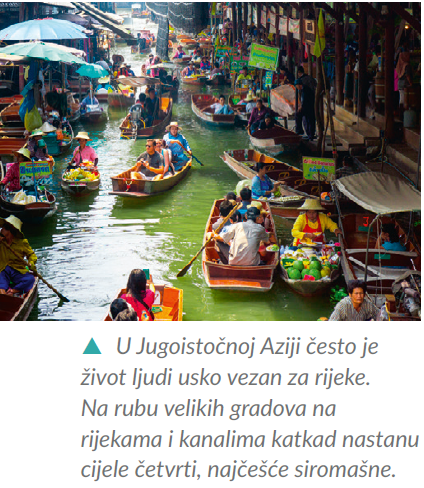 ▲ U Jugoistočnoj Aziji često je
život ljudi usko vezan za rijeke.
Na rubu velikih gradova na
rijekama i kanalima katkad nastanu
cijele četvrti, najčešće siromašne.